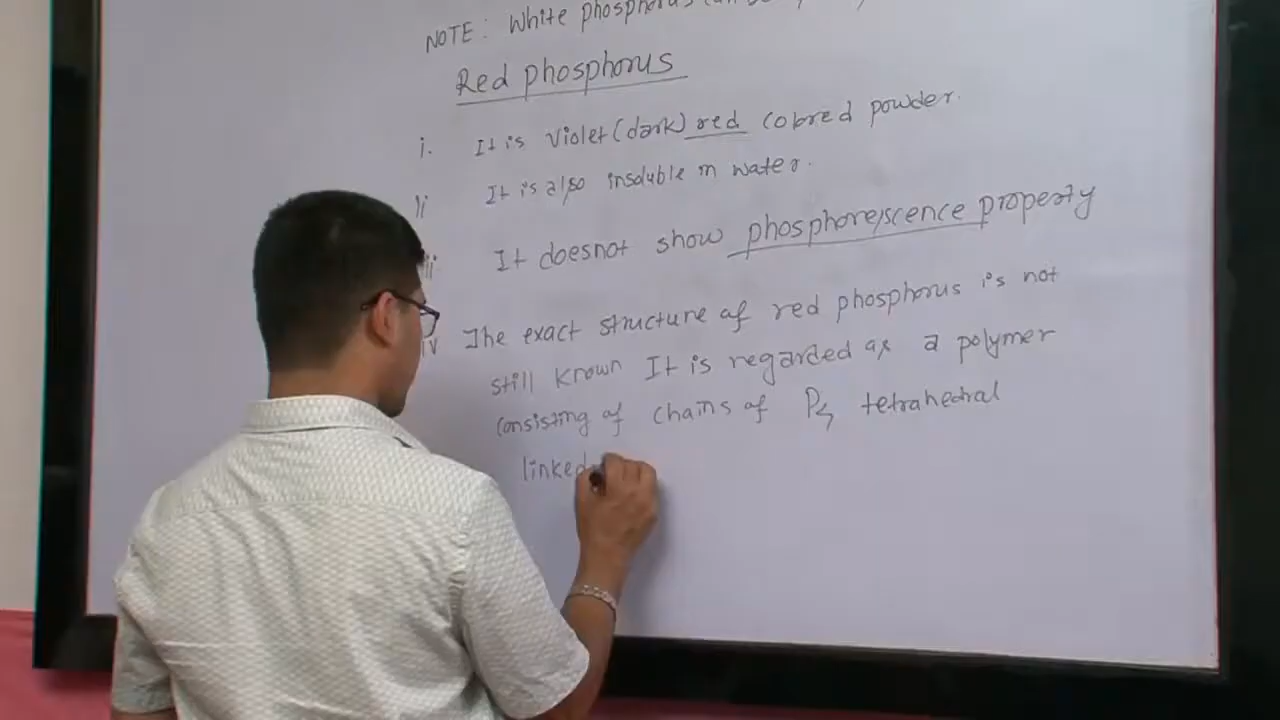 NOTE: White phosphorus
Red phosphorus
i. It is violet (dark) red colored powder.
ii It is also insoluble in water.
iii It doesnot show phosphorescence property
iv The exact structure of red phosphorus is not
still known It is regarded as a polymer
consisting of chains of P4 tetrahedral
linked